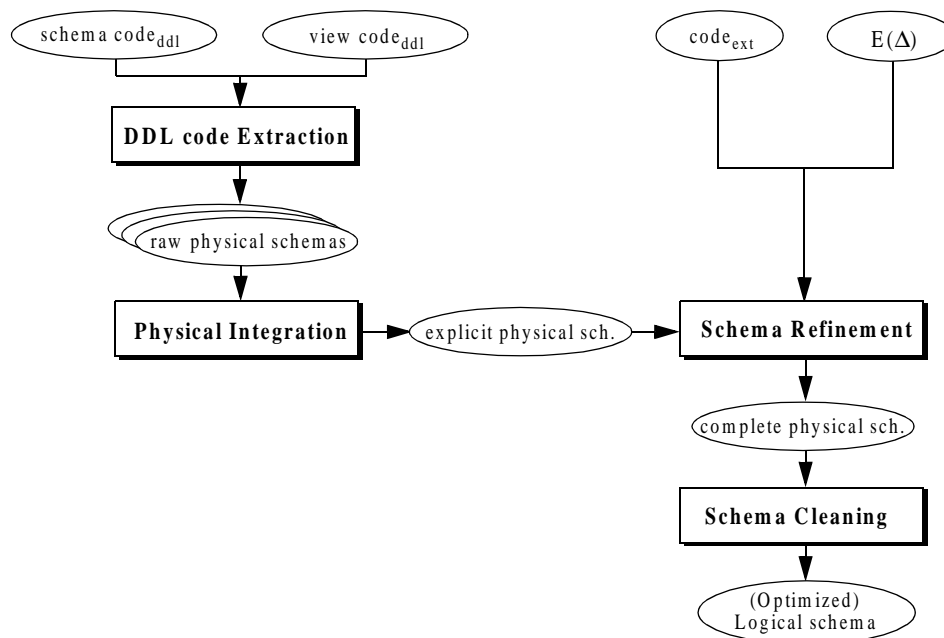 schema code_ddl
view code_ddl
code_ext
E(Δ)
DDL code Extraction
raw physical schemas
Physical Integration
explicit physical sch.
Schema Refinement
complete physical sch.
Schema Cleaning
(Optimized)
Logical schema